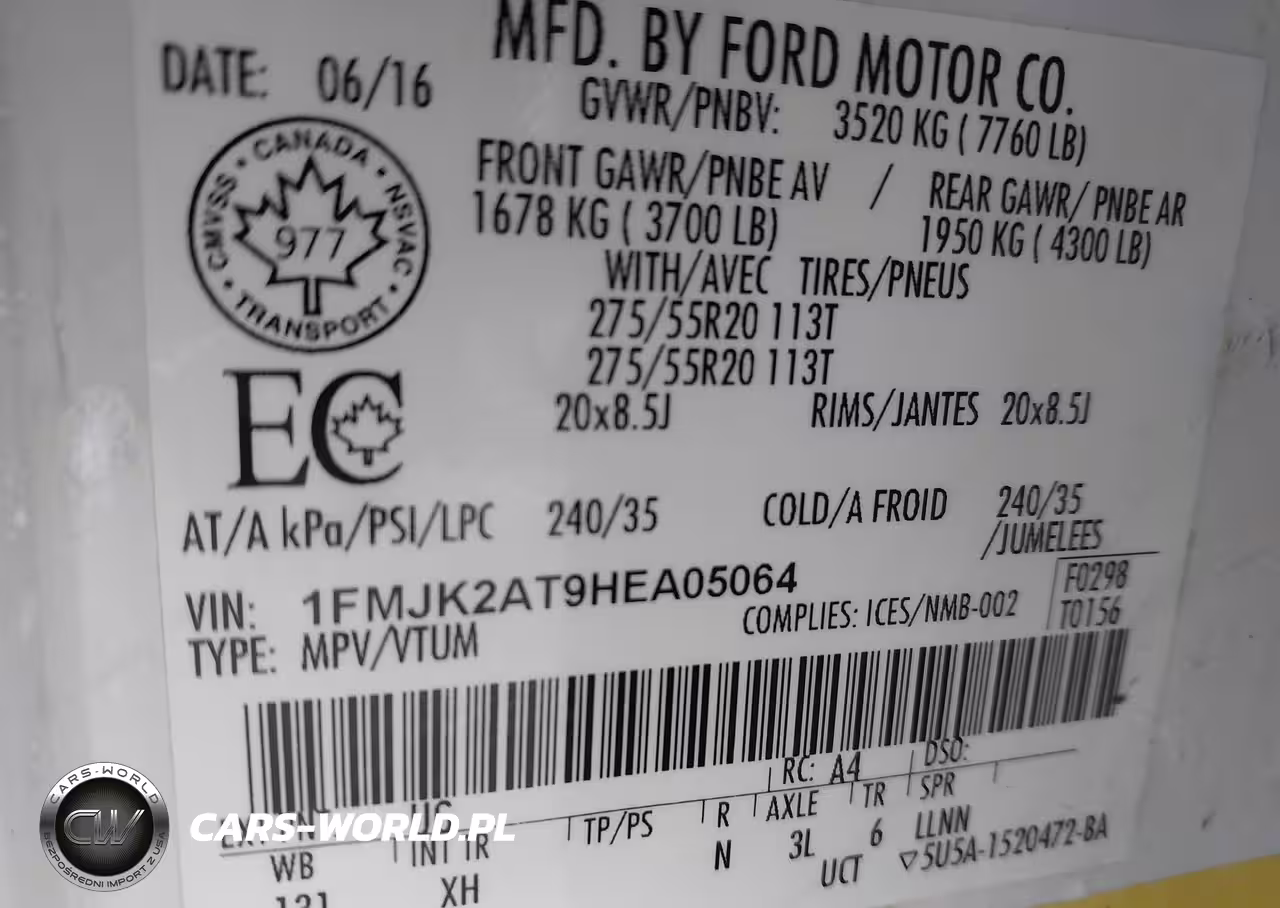 MFD. BY FORD MOTOR CO.
DATE: 06/16
GVWR/PNBV: 3520 KG ( 7760 LB)
FRONT GAWR/PNBE AV / REAR GAWR/ PNBE AR
1678 KG ( 3700 LB) 1950 KG ( 4300 LB)
WITH/AVEC TIRES/PNEUS
275/55R20 113T
275/55R20 113T
20x8.5J RIMS/JANTES 20x8.5J
CANADA • NSVAC • TRANSPORT • CMVSS •
977
EC
AT/A kPa/PSI/LPC 240/35 COLD/A FROID 240/35
/JUMELEES
VIN: 1FMJK2AT9HEA05064
F0298
T0156
TYPE: MPV/VTUM COMPLIES: ICES/NMB-002
RC: A4 DSO:
WB INT TR TP/PS R AXLE TR SPR
121 XH N 3L 6 LLNN
UCT ▽5U5A-1520472-BA
CARS-WORLD
CW
BEZPOŚREDNI IMPORT Z USA
CARS-WORLD.PL